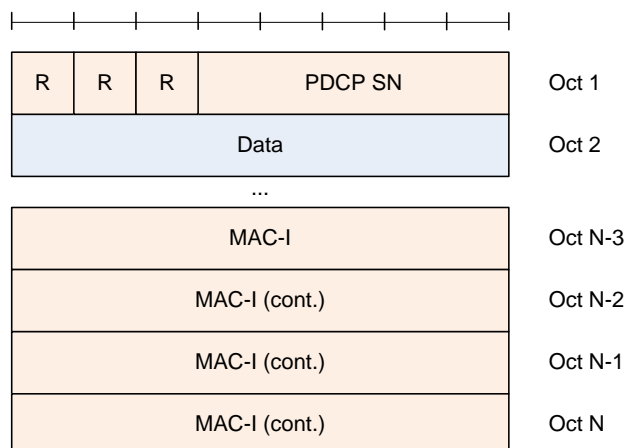 R R R PDCP SN Oct 1
Data Oct 2
...
MAC-I Oct N-3
MAC-I (cont.) Oct N-2
MAC-I (cont.) Oct N-1
MAC-I (cont.) Oct N